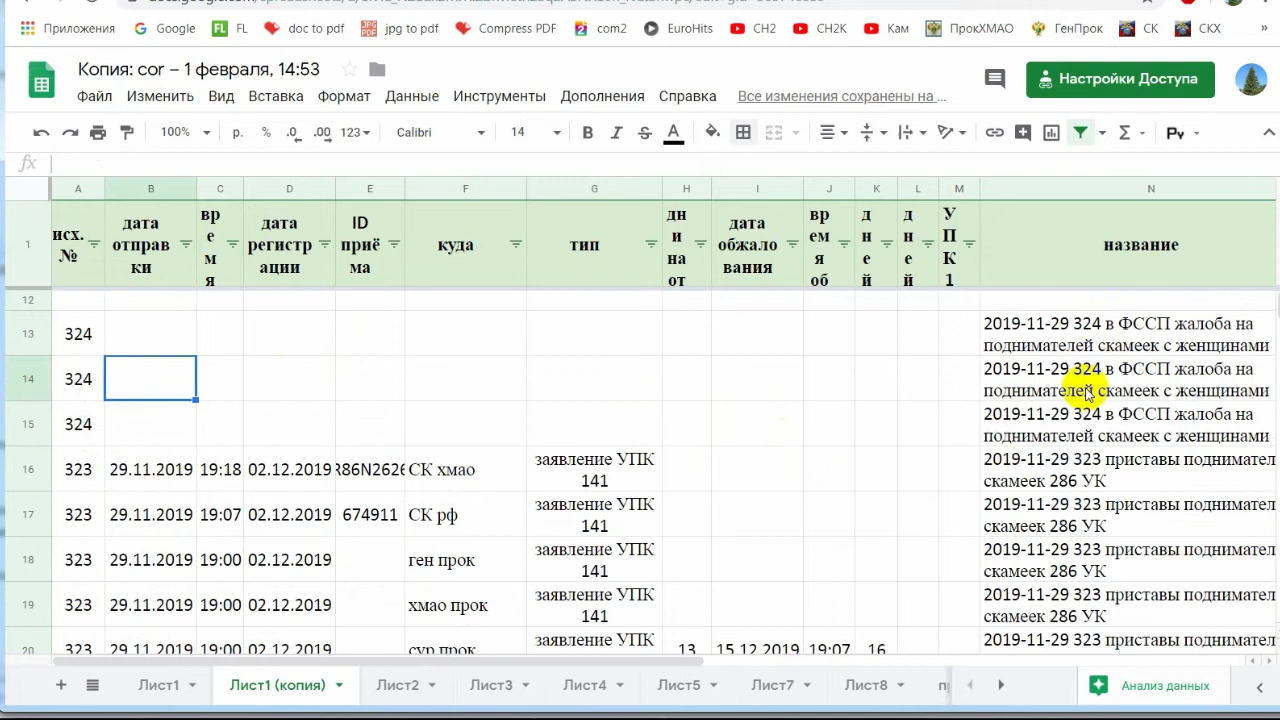 Приложения Google FL doc to pdf jpg to pdf Compress PDF com2 EuroHits CH2 CH2K Кам ПрокХМАО ГенПрок СК СКХ »
Копия: cor – 1 февраля, 14:53
Настройки Доступа
Файл Изменить Вид Вставка Формат Данные Инструменты Дополнения Справка Все изменения сохранены на …
100% р. % .0 .00 123 Calibri 14 B I S A Σ Ру
fx
A B C D E F G H I J K L M N
1 исх. № дата отправки время дата регистрации ID приёма куда тип дни на от дата обжалования время об дней дней УПК 1 название
12
13 324 2019-11-29 324 в ФССП жалоба на
поднимателей скамеек с женщинами
14 324 2019-11-29 324 в ФССП жалоба на
поднимателей скамеек с женщинами
15 324 2019-11-29 324 в ФССП жалоба на
поднимателей скамеек с женщинами
16 323 29.11.2019 19:18 02.12.2019 R86N2626 СК хмао заявление УПК 141 2019-11-29 323 приставы поднимател
скамеек 286 УК
17 323 29.11.2019 19:07 02.12.2019 674911 СК рф заявление УПК 141 2019-11-29 323 приставы поднимател
скамеек 286 УК
18 323 29.11.2019 19:00 02.12.2019 ген прок заявление УПК 141 2019-11-29 323 приставы поднимател
скамеек 286 УК
19 323 29.11.2019 19:00 02.12.2019 хмао прок заявление УПК 141 2019-11-29 323 приставы поднимател
скамеек 286 УК
20 323 29.11.2019 19:00 02.12.2019 сур прок заявление УПК 13 15.12.2019 19:07 16 2019-11-29 323 приставы поднимател
Лист1 Лист1 (копия) Лист2 Лист3 Лист4 Лист5 Лист7 Лист8 Анализ данных